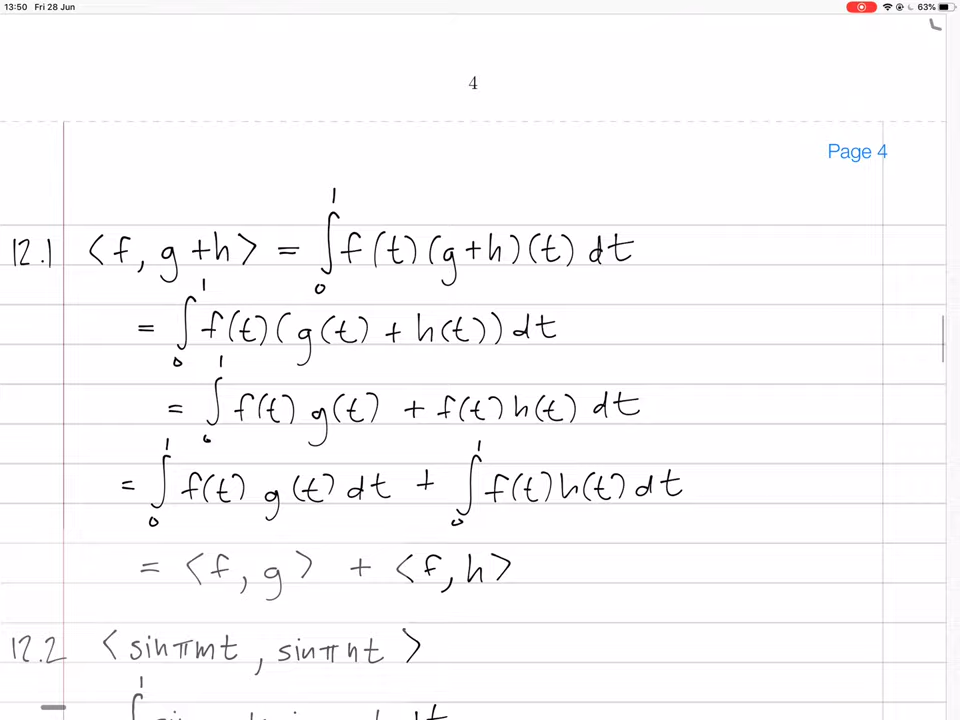 13:50 Fri 28 Jun 63%
4
Page 4
12.1 <f, g+h> = ∫₀¹ f(t)(g+h)(t) dt
= ∫₀¹ f(t)(g(t) + h(t)) dt
= ∫₀¹ f(t) g(t) + f(t) h(t) dt
= ∫₀¹ f(t) g(t) dt + ∫₀¹ f(t) h(t) dt
= <f, g> + <f, h>
12.2 <sin πmt, sin πnt>